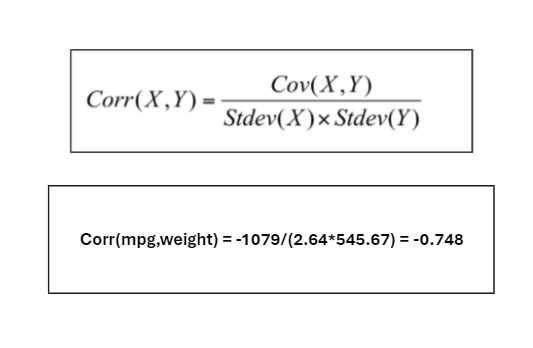 Corr(X,Y) = Cov(X,Y)
Stdev(X)×Stdev(Y)
Corr(mpg,weight) = -1079/(2.64*545.67) = -0.748